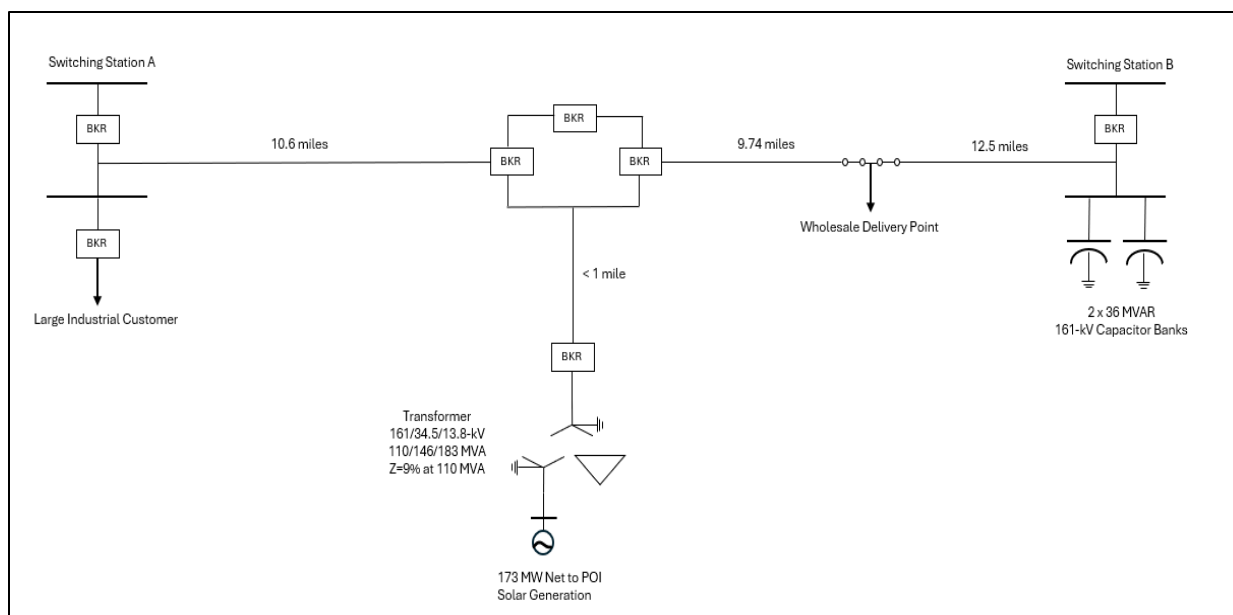 Switching Station A
Switching Station B
BKR
BKR
BKR
10.6 miles
BKR
BKR
9.74 miles
12.5 miles
BKR
Wholesale Delivery Point
< 1 mile
Large Industrial Customer
2 x 36 MVAR
161-kV Capacitor Banks
BKR
Transformer
161/34.5/13.8-kV
110/146/183 MVA
Z=9% at 110 MVA
173 MW Net to POI
Solar Generation